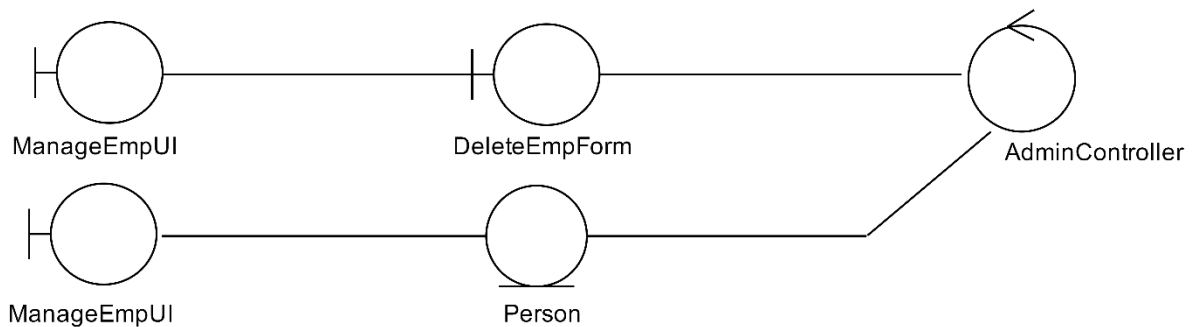 ManageEmpUI
DeleteEmpForm
AdminController
ManageEmpUI
Person